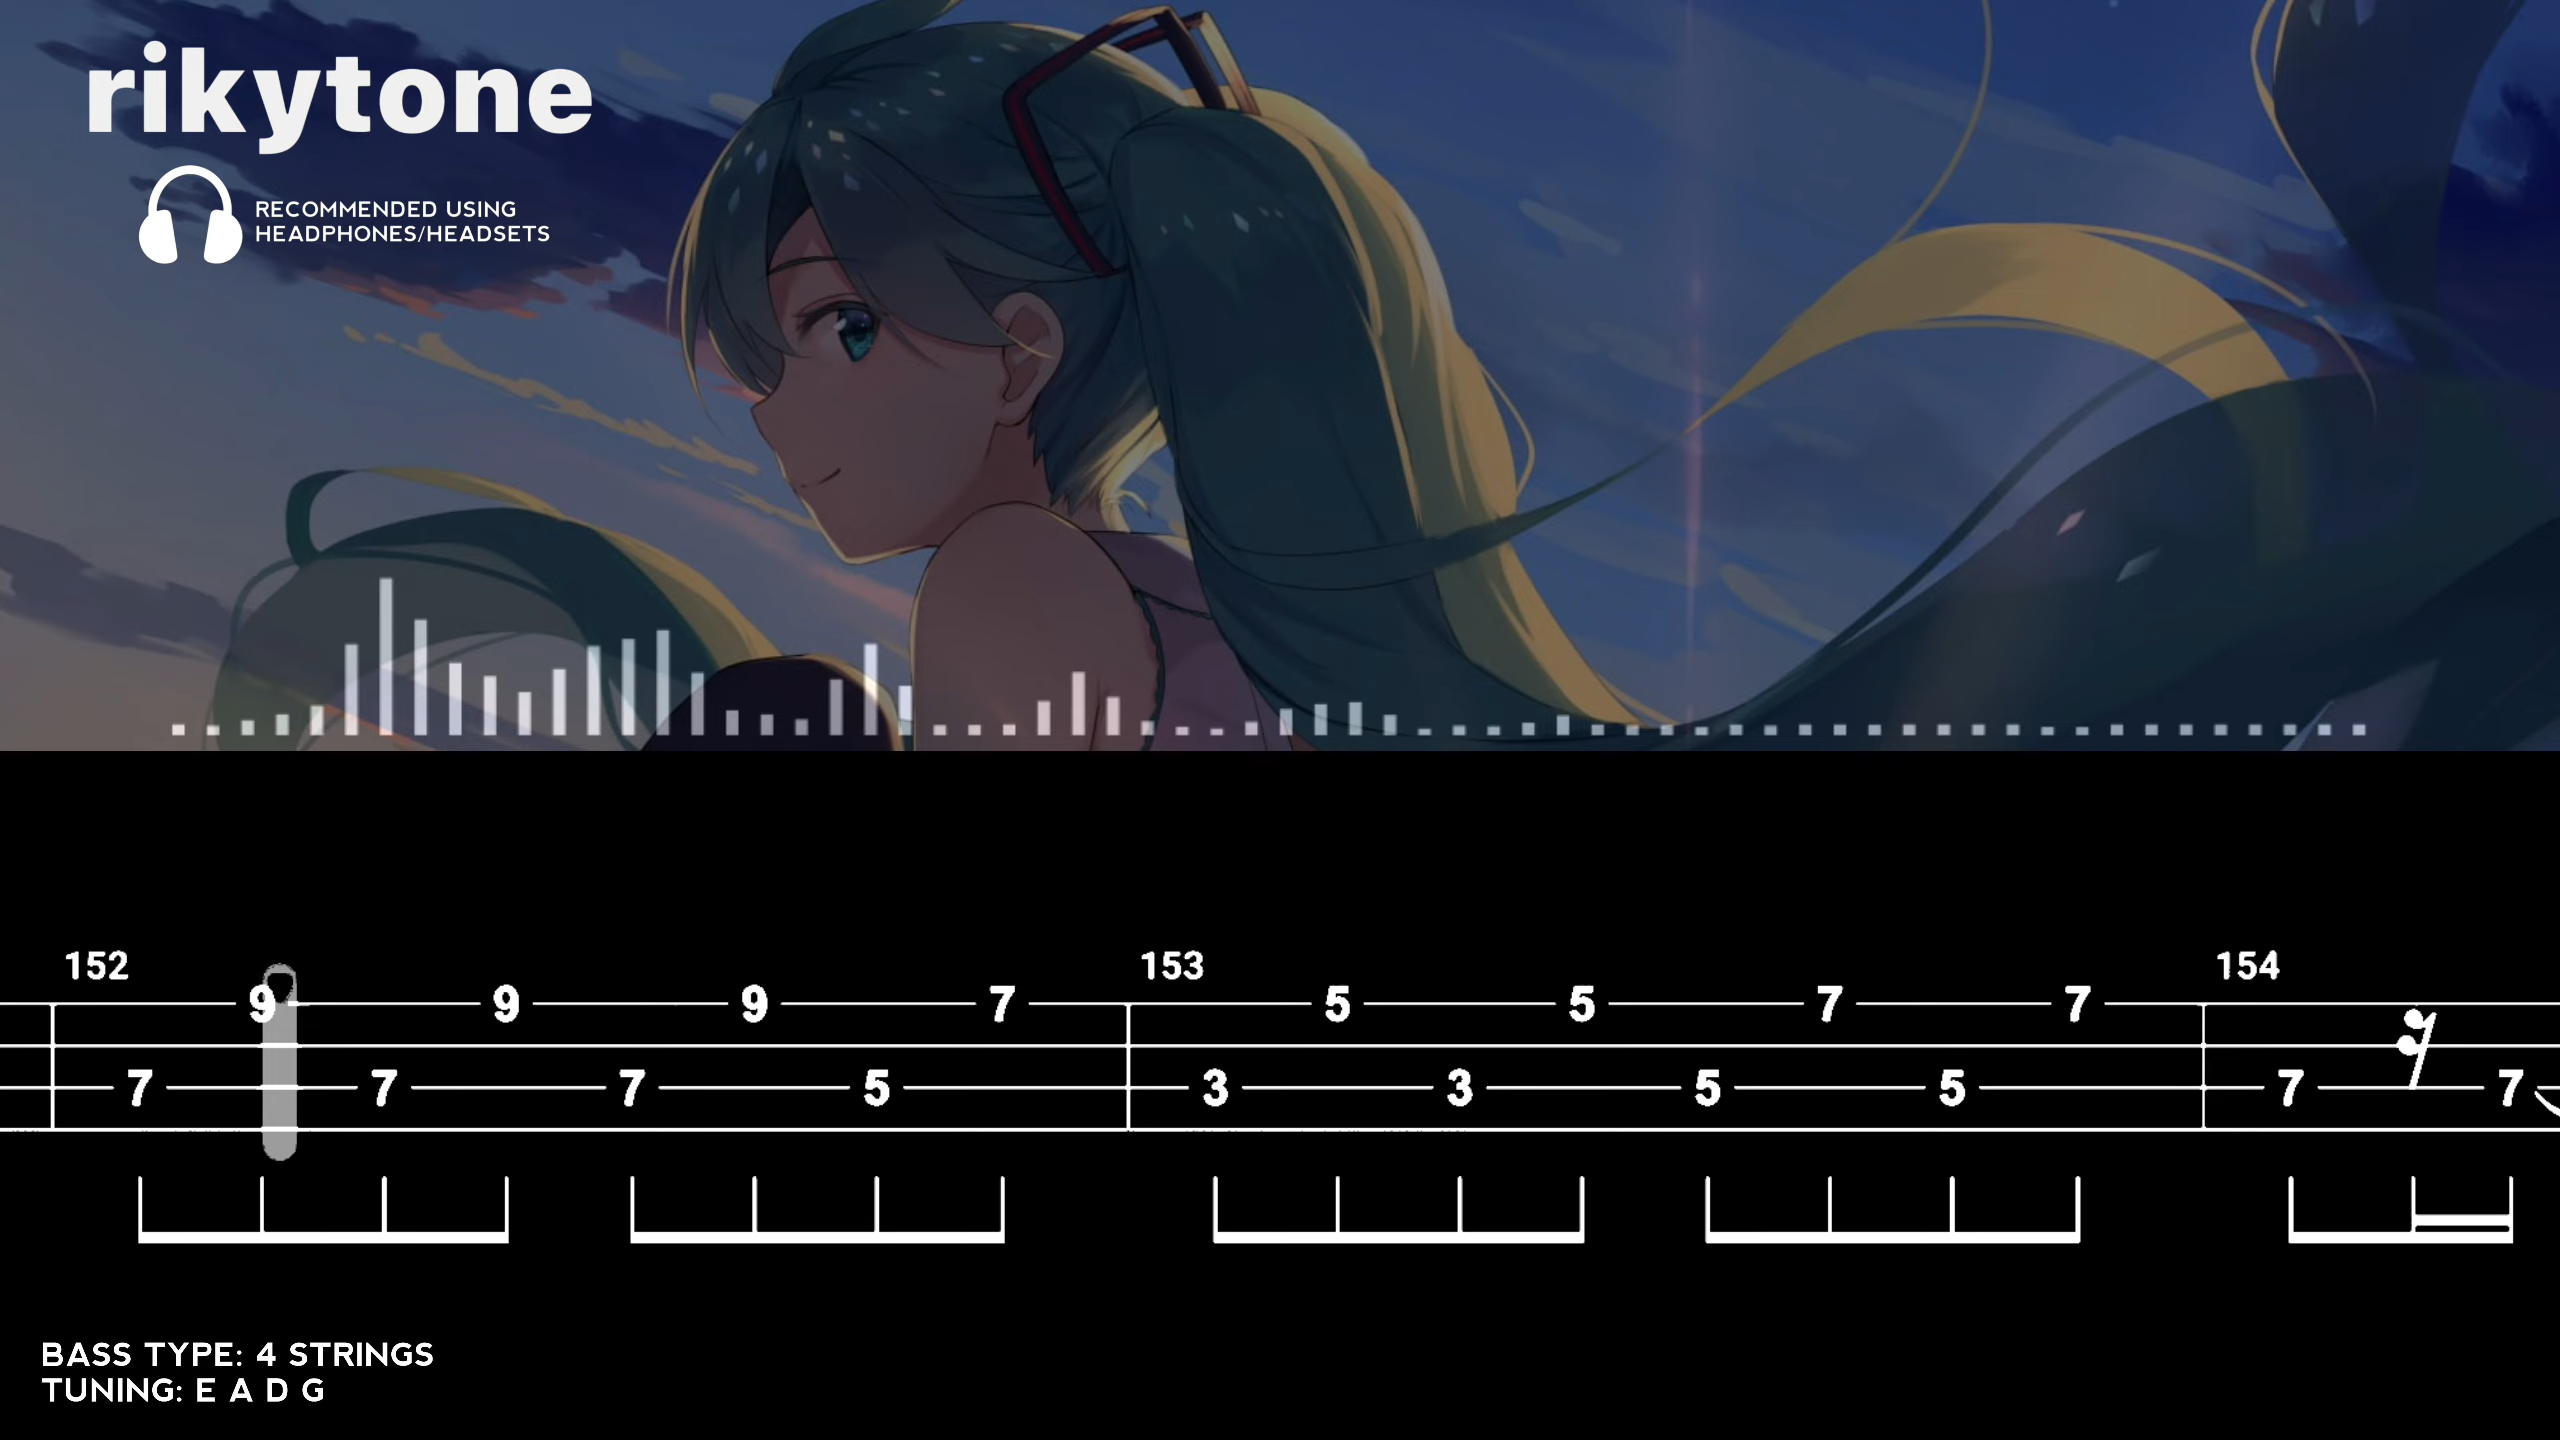 rikytone
RECOMMENDED USING
HEADPHONES/HEADSETS
152 153 154
9 9 9 7 5 5 7 7
7 7 7 5 3 3 5 5 7 7
BASS TYPE: 4 STRINGS
TUNING: E A D G